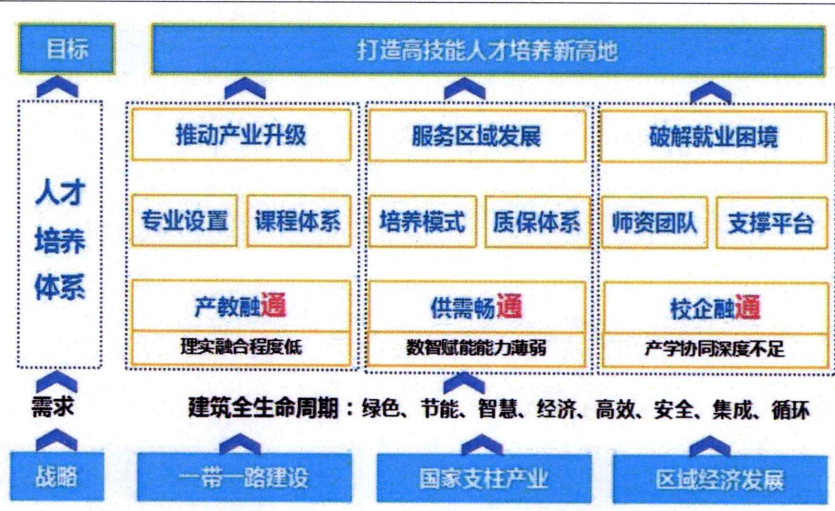 目标
打造高技能人才培养新高地
人才
培养
体系
推动产业升级
服务区域发展
破解就业困境
专业设置
课程体系
培养模式
质保体系
师资团队
支撑平台
产教融通
供需畅通
校企融通
理实融合程度低
数智赋能能力薄弱
产学协同深度不足
需求
建筑全生命周期：绿色、节能、智慧、经济、高效、安全、集成、循环
战略
一带一路建设
国家支柱产业
区域经济发展